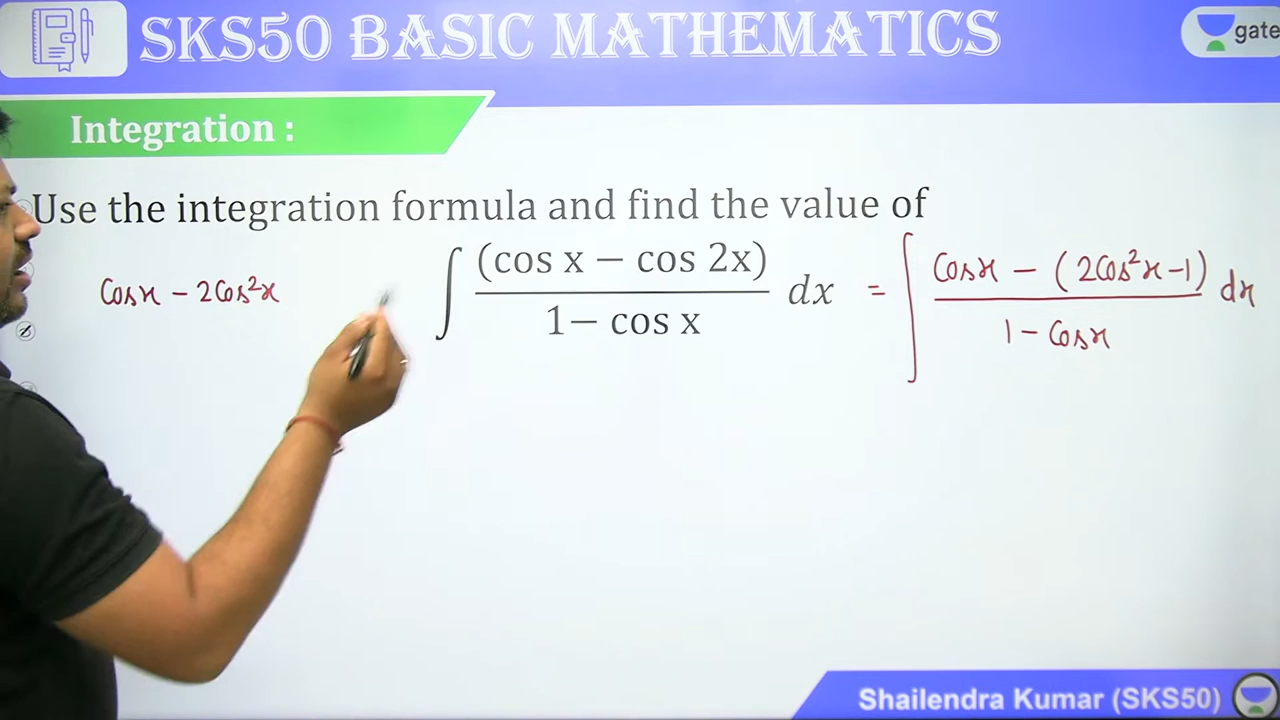 SKS50 BASIC MATHEMATICS
gate
Integration :
Use the integration formula and find the value of
∫ (cos x − cos 2x) / 1− cos x dx = ∫ Cosx − (2Cos²x −1) / 1 − Cosx dx
Cosx − 2Cos²x
Shailendra Kumar (SKS50)